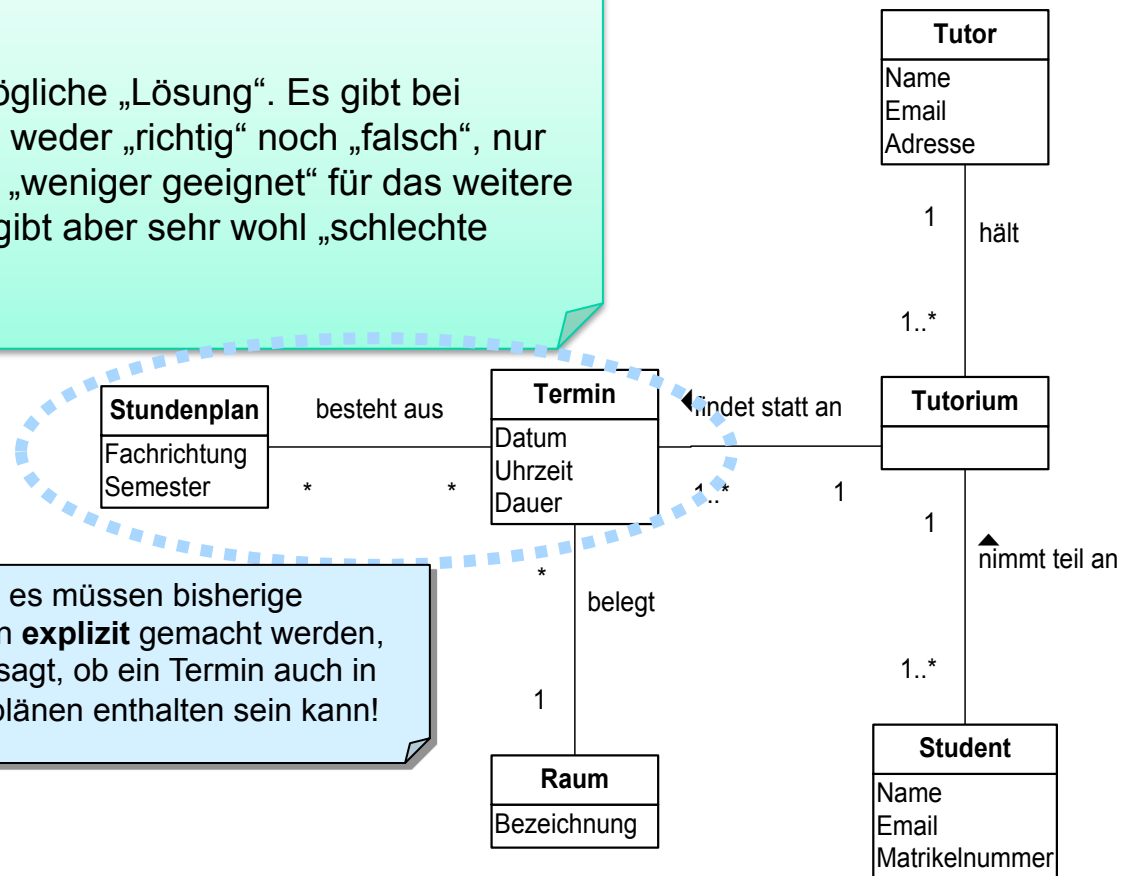 ögliche „Lösung“. Es gibt bei
weder „richtig“ noch „falsch“, nur
„weniger geeignet“ für das weitere
gibt aber sehr wohl „schlechte
Tutor
Name
Email
Adresse
1
hält
1..*
Stundenplan
Fachrichtung
Semester
besteht aus
*
*
Termin
Datum
Uhrzeit
Dauer
findet statt an
1..*
1
Tutorium
1
nimmt teil an
1..*
es müssen bisherige
n explizit gemacht werden,
sagt, ob ein Termin auch in
plänen enthalten sein kann!
*
belegt
1
Raum
Bezeichnung
Student
Name
Email
Matrikelnummer